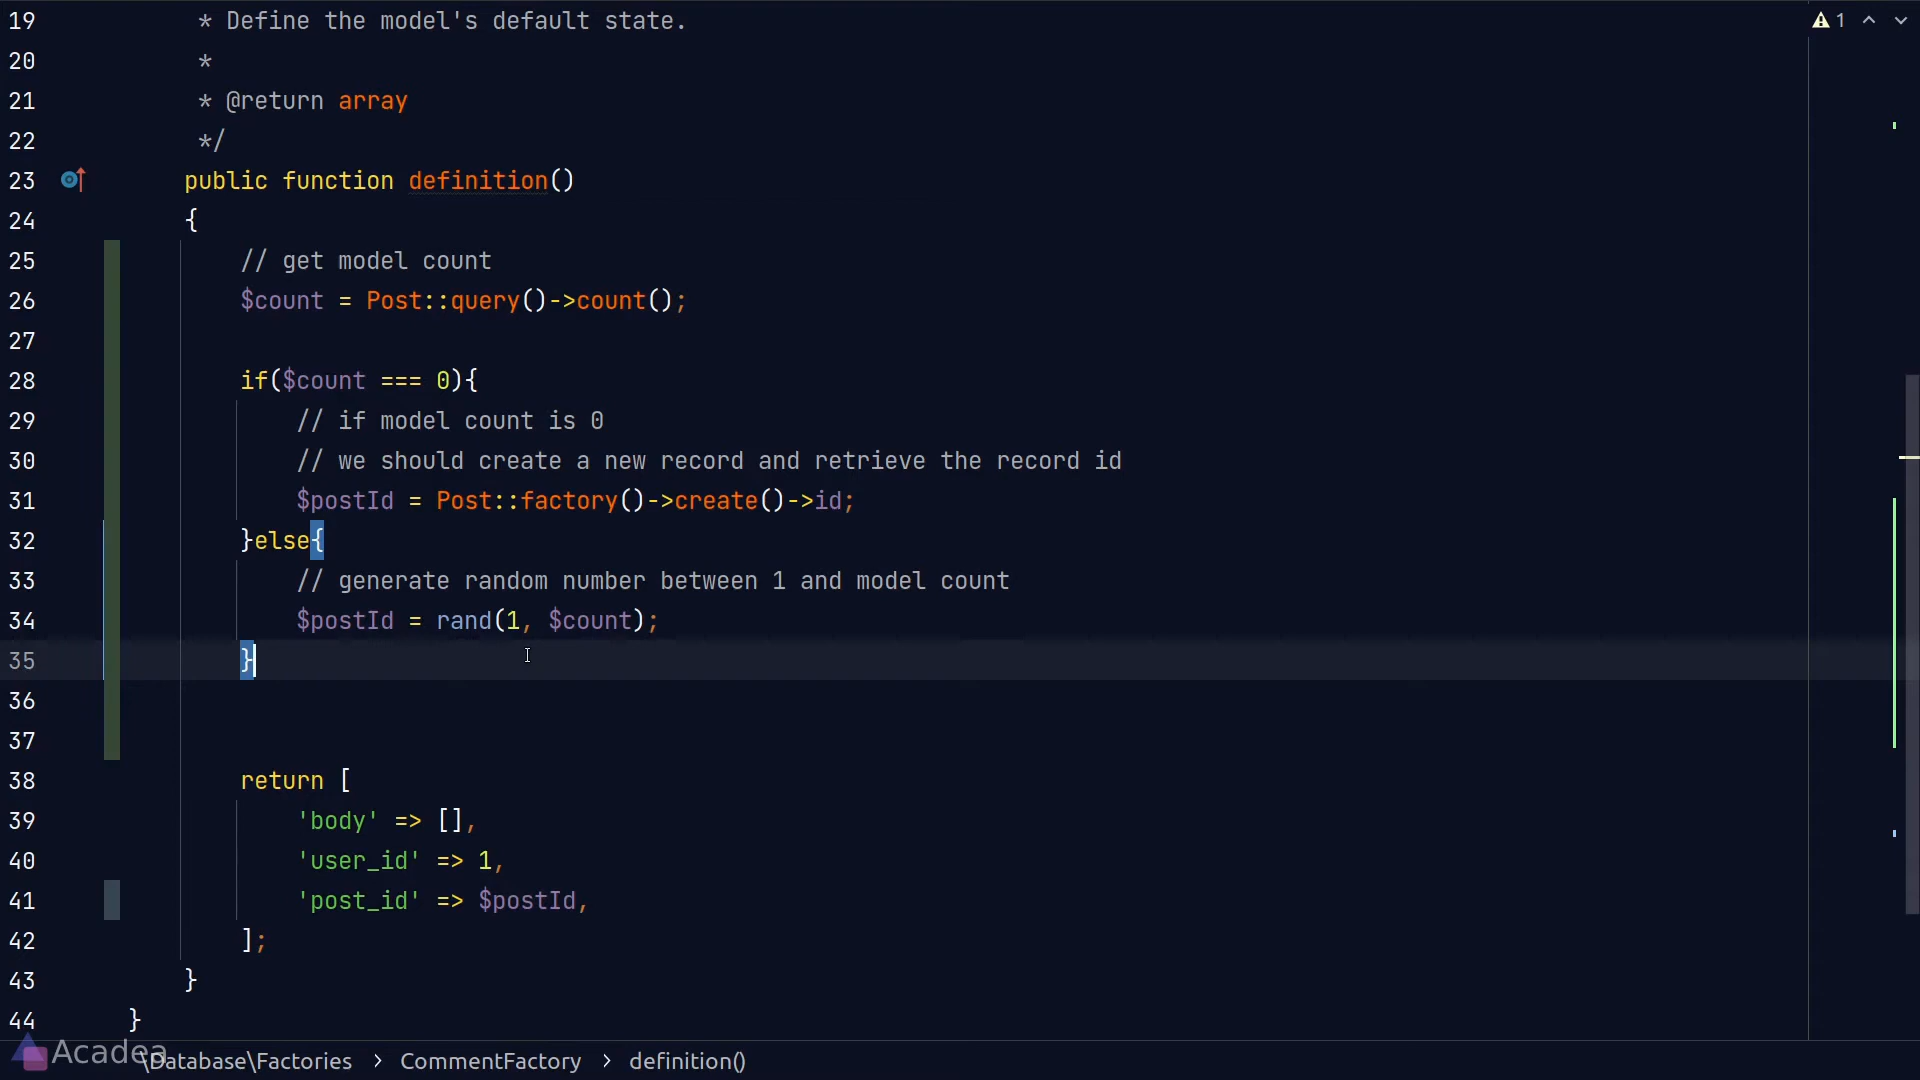 19 * Define the model's default state.
1
20 *
21 * @return array
22 */
23 public function definition()
24 {
25 // get model count
26 $count = Post::query()->count();
27
28 if($count === 0){
29 // if model count is 0
30 // we should create a new record and retrieve the record id
31 $postId = Post::factory()->create()->id;
32 }else{
33 // generate random number between 1 and model count
34 $postId = rand(1, $count);
35 }
36
37
38 return [
39 'body' => [],
40 'user_id' => 1,
41 'post_id' => $postId,
42 ];
43 }
44 }
Acadea
\Database\Factories > CommentFactory > definition()